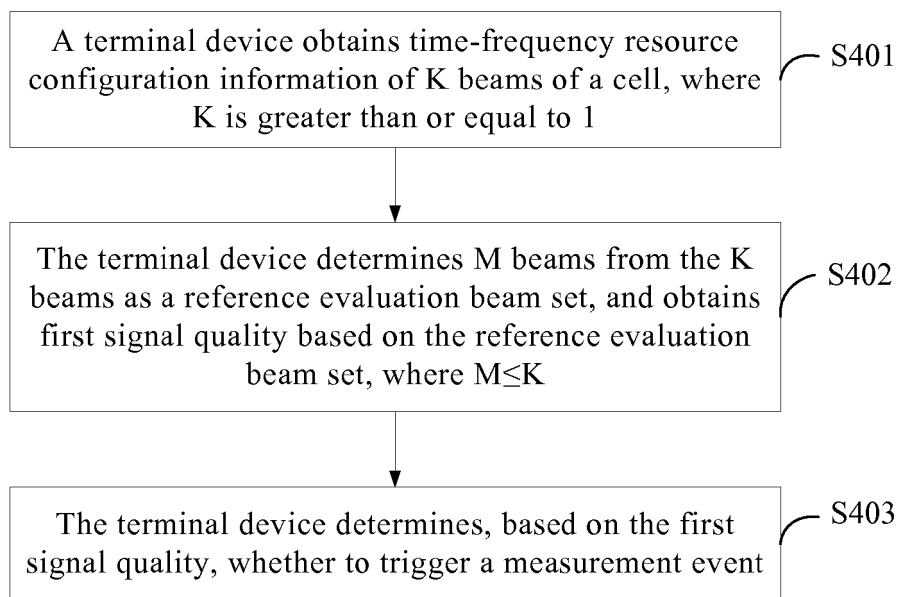 A terminal device obtains time-frequency resource
configuration information of K beams of a cell, where
K is greater than or equal to 1
S401
The terminal device determines M beams from the K
beams as a reference evaluation beam set, and obtains
first signal quality based on the reference evaluation
beam set, where M≤K
S402
The terminal device determines, based on the first
signal quality, whether to trigger a measurement event
S403